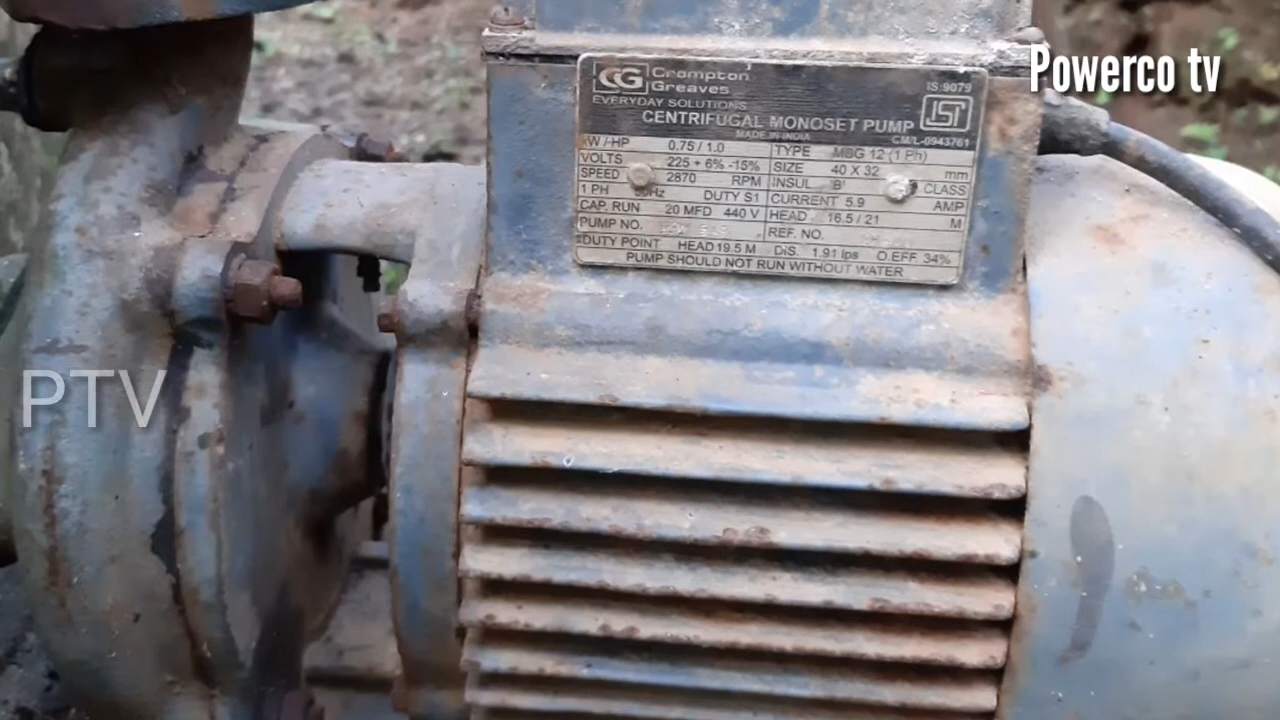 Powerco tv
CG Crompton
Greaves
EVERYDAY SOLUTIONS
IS:9079
ISI
CENTRIFUGAL MONOSET PUMP
MADE IN INDIA
CM/L-0943761
kW/HP 0.75 / 1.0 TYPE MBG 12 (1 Ph)
VOLTS 225 + 6% -15% SIZE 40 X 32 mm
SPEED 2870 RPM INSUL 'B' CLASS
1 PH DUTY S1 CURRENT 5.9 AMP
CAP. RUN 20 MFD 440 V HEAD 16.5 / 21 M
PUMP NO. REF. NO.
DUTY POINT HEAD 19.5 M DIS. 1.91 lps O.EFF 34%
PUMP SHOULD NOT RUN WITHOUT WATER
PTV